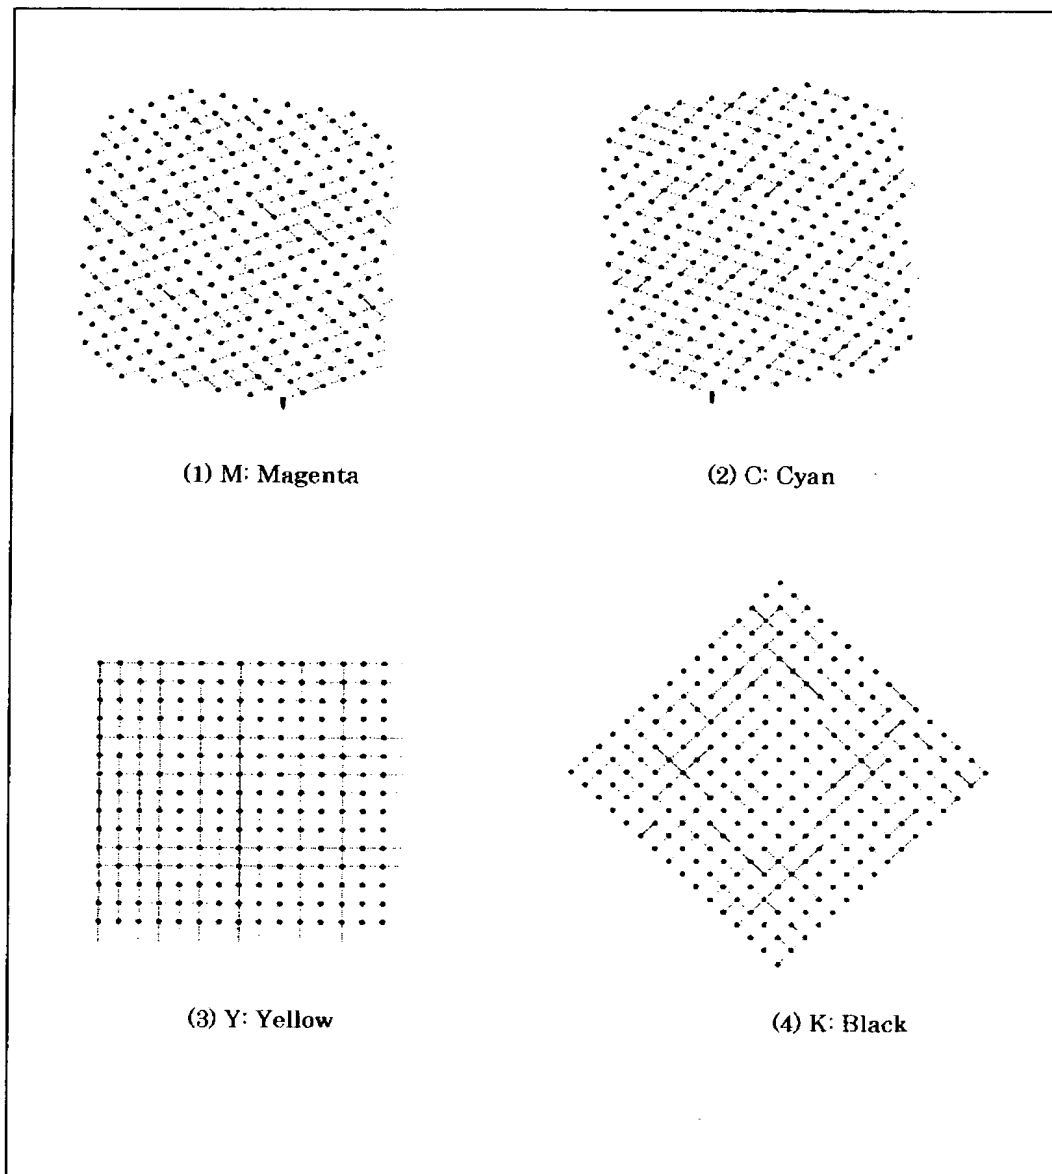 (1) M: Magenta
(2) C: Cyan
(3) Y: Yellow
(4) K: Black